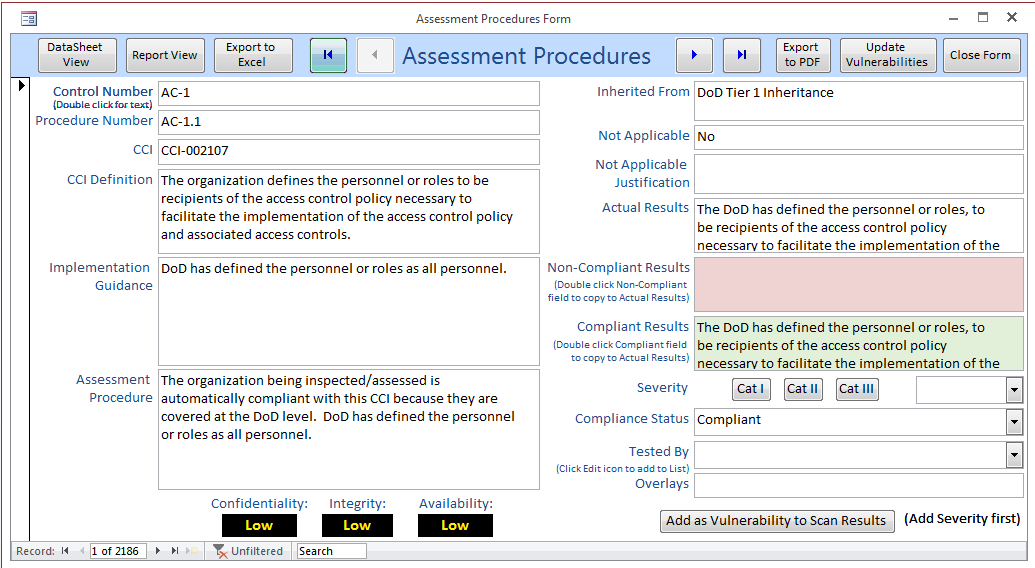 Assessment Procedures Form
DataSheet View
Report View
Export to Excel
Assessment Procedures
Export to PDF
Update Vulnerabilities
Close Form
Control Number
(Double click for text)
AC-1
Procedure Number
AC-1.1
CCI
CCI-002107
CCI Definition
The organization defines the personnel or roles to be
recipients of the access control policy necessary to
facilitate the implementation of the access control policy
and associated access controls.
Implementation
Guidance
DoD has defined the personnel or roles as all personnel.
Assessment
Procedure
The organization being inspected/assessed is
automatically compliant with this CCI because they are
covered at the DoD level.  DoD has defined the personnel
or roles as all personnel.
Confidentiality:
Integrity:
Availability:
Low
Low
Low
Inherited From
DoD Tier 1 Inheritance
Not Applicable
No
Not Applicable
Justification
Actual Results
The DoD has defined the personnel or roles, to
be recipients of the access control policy
necessary to facilitate the implementation of the
Non-Compliant Results
(Double click Non-Compliant
field to copy to Actual Results)
Compliant Results
(Double click Compliant field
to copy to Actual Results)
The DoD has defined the personnel or roles, to
be recipients of the access control policy
necessary to facilitate the implementation of the
Severity
Cat I
Cat II
Cat III
Compliance Status
Compliant
Tested By
(Click Edit icon to add to List)
Overlays
Add as Vulnerability to Scan Results
(Add Severity first)
Record:
1 of 2186
Unfiltered
Search